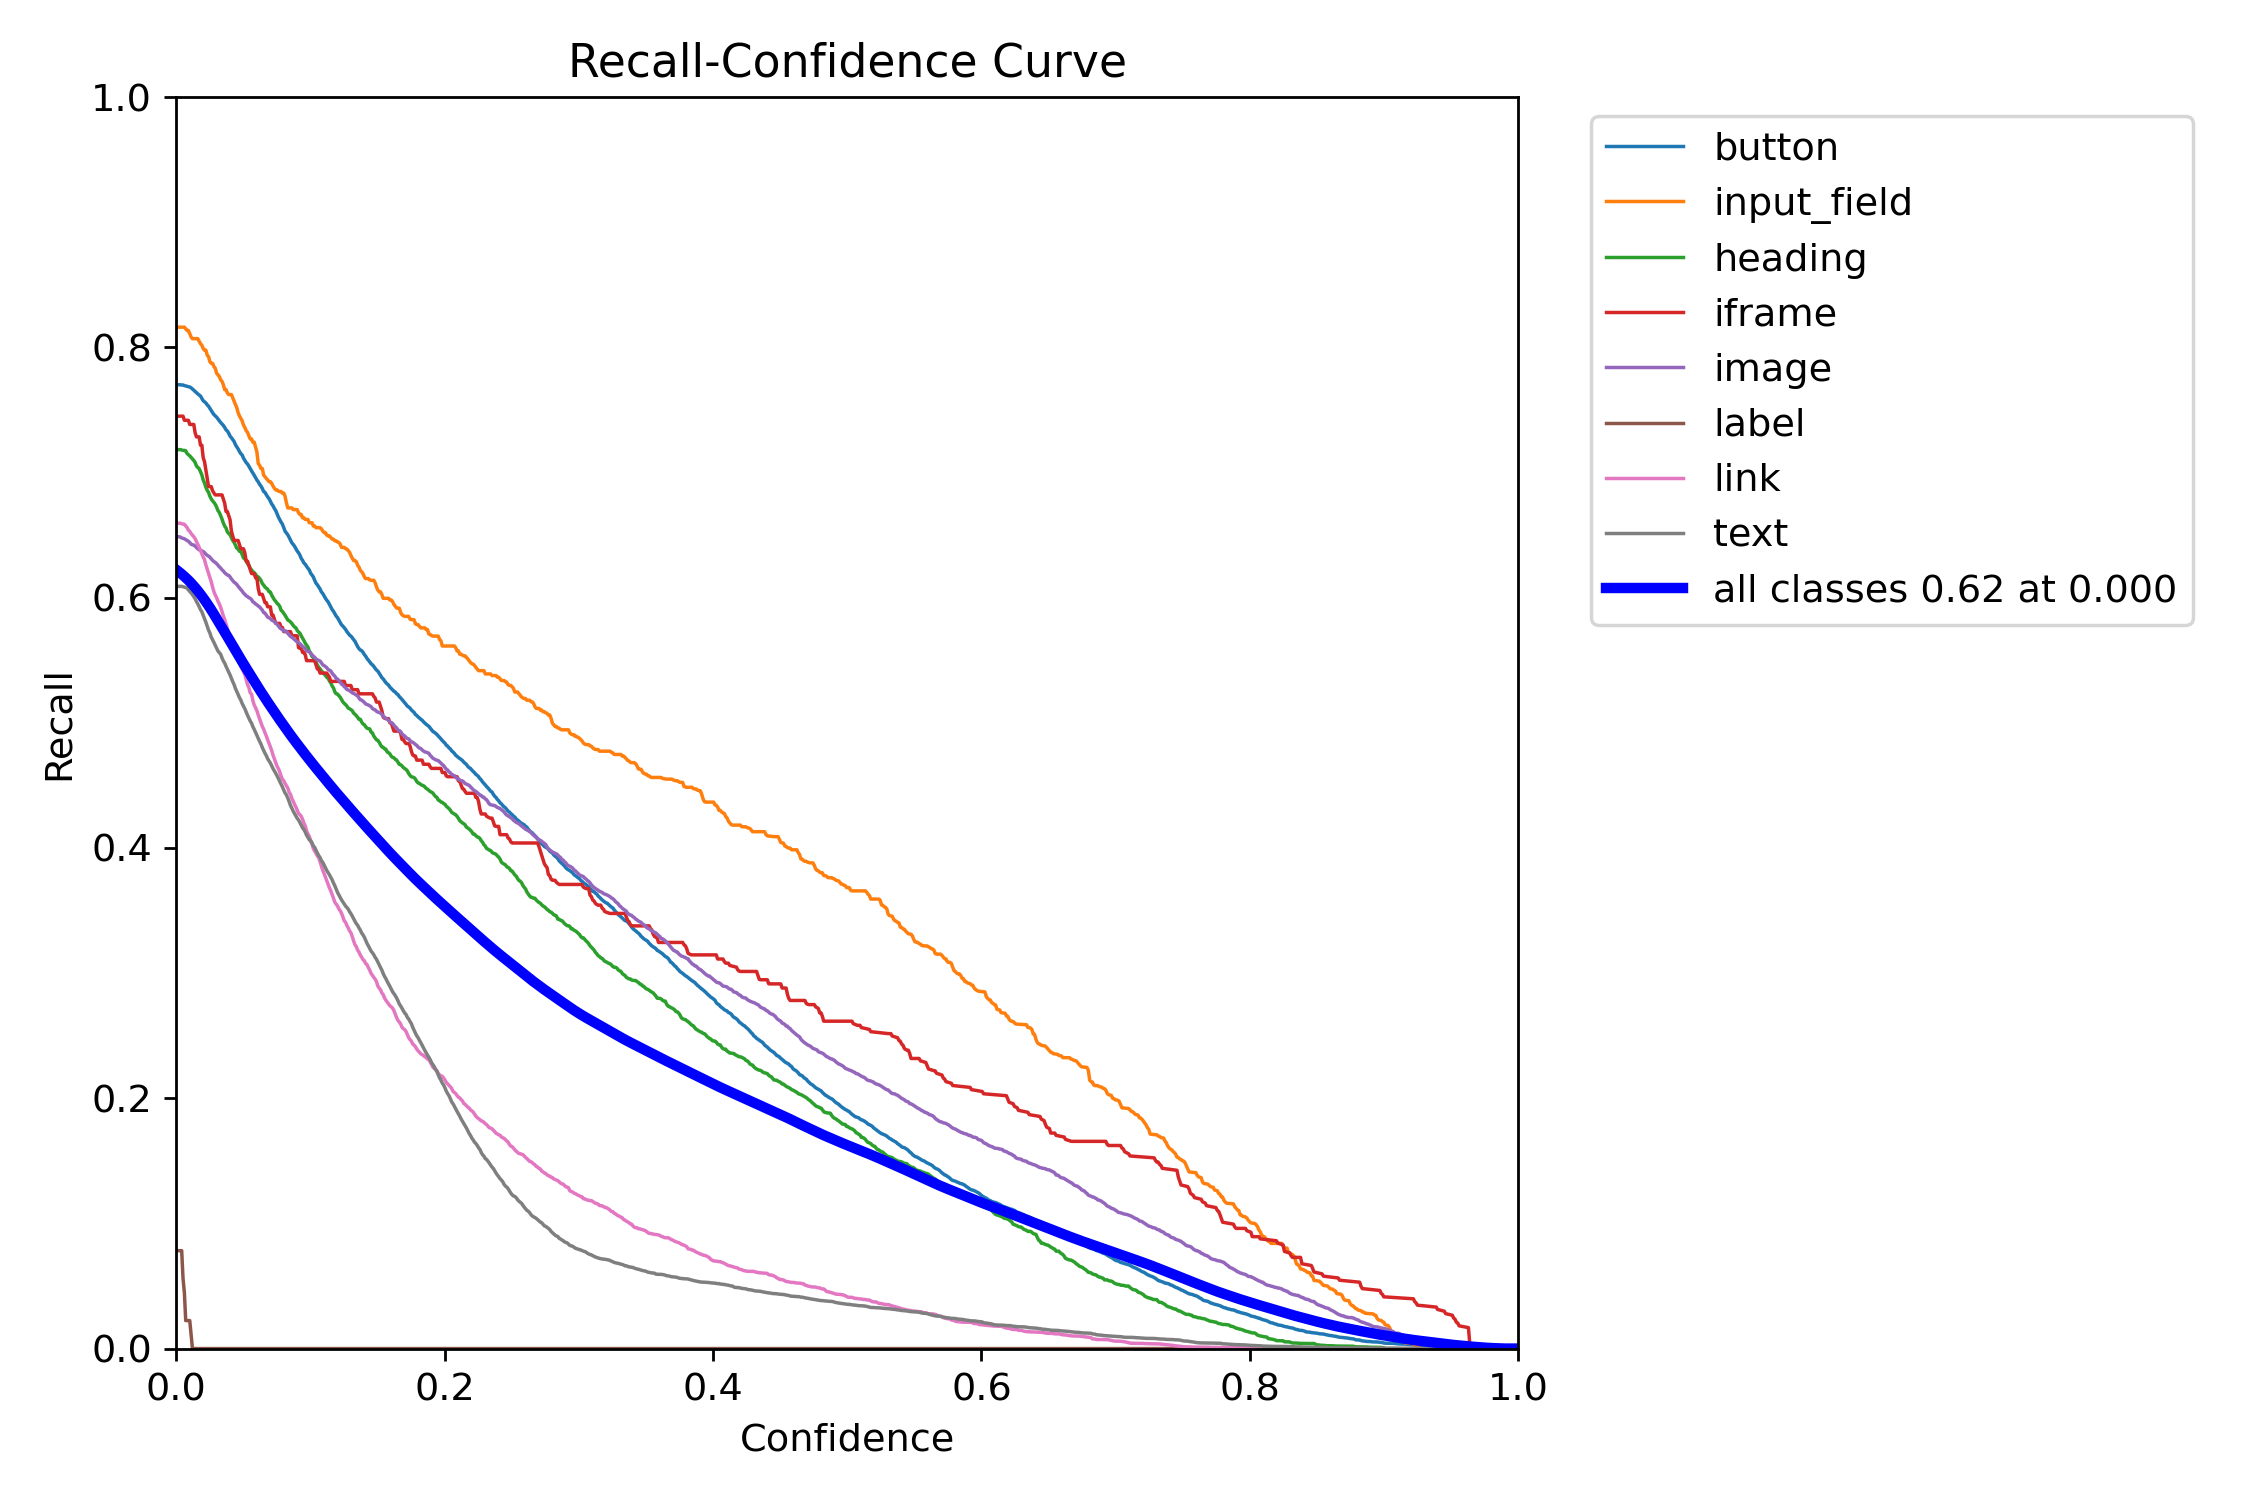 Recall-Confidence Curve
1.0
0.8
0.6
0.4
0.2
0.0
Recall
0.0 0.2 0.4 0.6 0.8 1.0
Confidence
button
input_field
heading
iframe
image
label
link
text
all classes 0.62 at 0.000